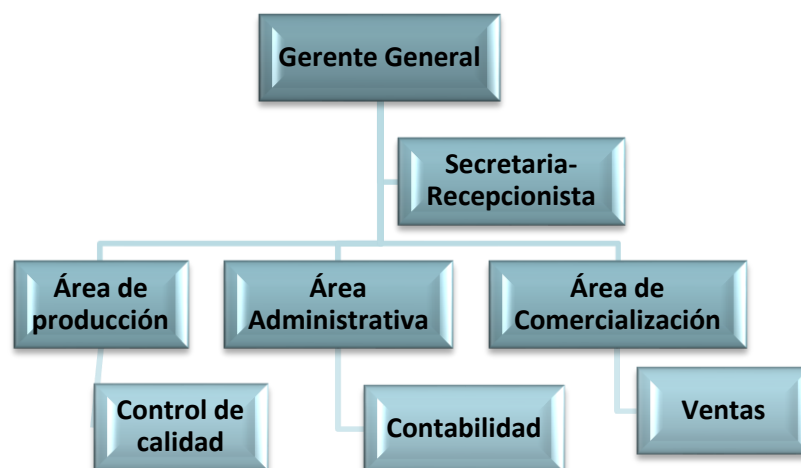 Gerente General
Secretaria-
Recepcionista
Área de
producción
Área
Administrativa
Área de
Comercialización
Control de
calidad
Contabilidad
Ventas